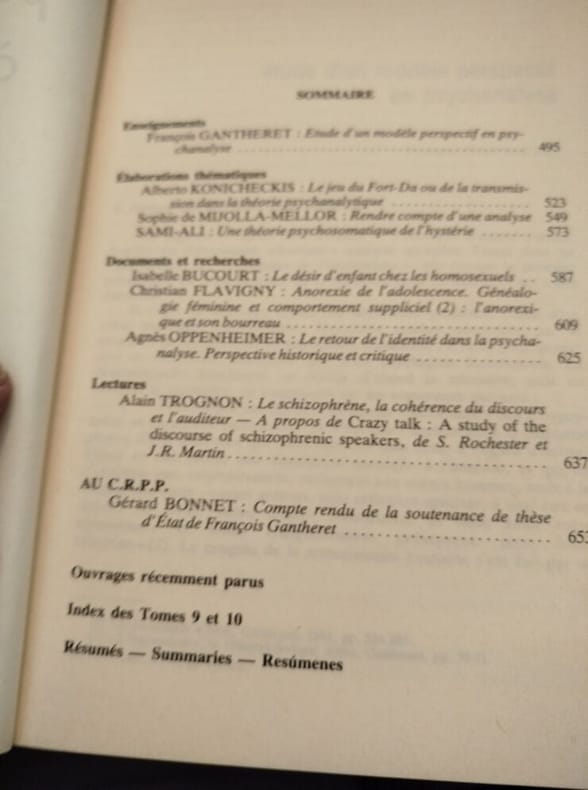 SOMMAIRE
Enseignements
François GANTHERET : Etude d'un modèle perspectif en psy-
chanalyse ........ 495
Élaborations thématiques
Alberto KONICHECKIS : Le jeu du Fort-Da ou de la transmis-
sion dans la théorie psychanalytique ........ 523
Sophie de MIJOLLA-MELLOR : Rendre compte d'une analyse 549
SAMI-ALI : Une théorie psychosomatique de l'hystérie ....... 573
Documents et recherches
Isabelle BUCOURT : Le désir d'enfant chez les homosexuels .. 587
Christian FLAVIGNY : Anorexie de l'adolescence. Généalo-
gie féminine et comportement suppliciel (2) : l'anorexi-
que et son bourreau ........ 609
Agnès OPPENHEIMER : Le retour de l'identité dans la psycha-
nalyse. Perspective historique et critique ........ 625
Lectures
Alain TROGNON : Le schizophrène, la cohérence du discours
et l'auditeur — A propos de Crazy talk : A study of the
discourse of schizophrenic speakers, de S. Rochester et
J.R. Martin ........ 637
AU C.R.P.P.
Gérard BONNET : Compte rendu de la soutenance de thèse
d'État de François Gantheret ........ 653
Ouvrages récemment parus
Index des Tomes 9 et 10
Résumés — Summaries — Resúmenes